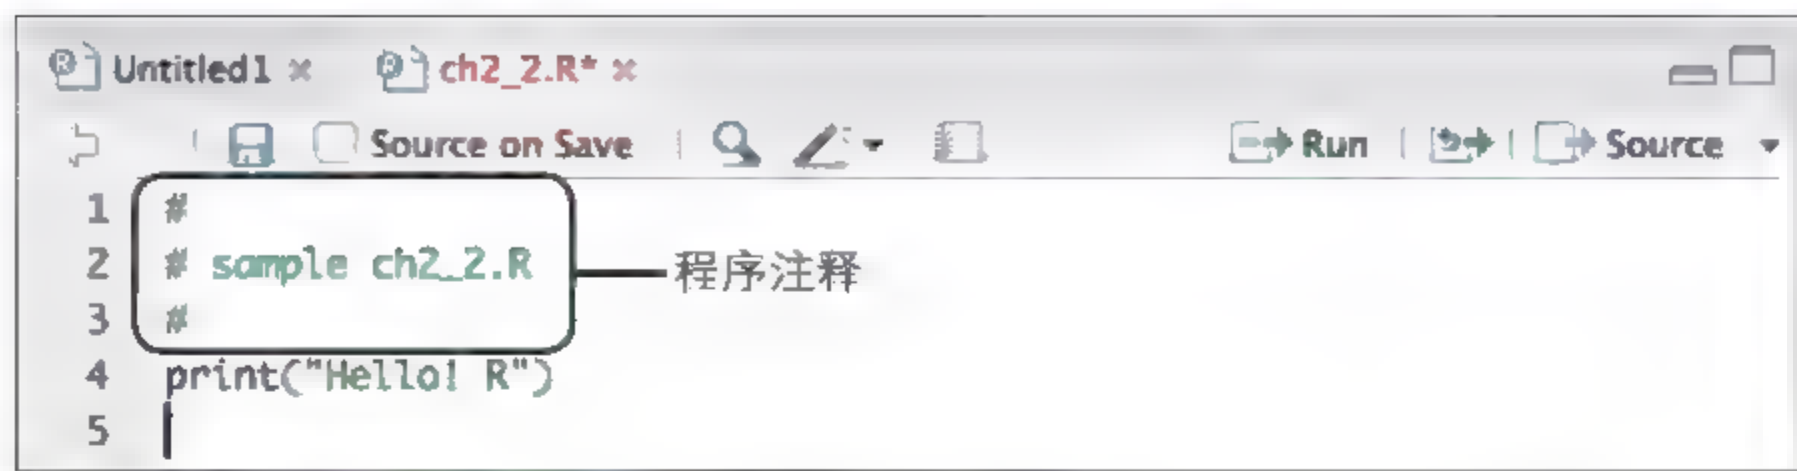 Untitled1 × ch2_2.R* ×
Source on Save Run Source
1 #
2 # sample ch2_2.R 程序注释
3 #
4 print("Hello! R")
5